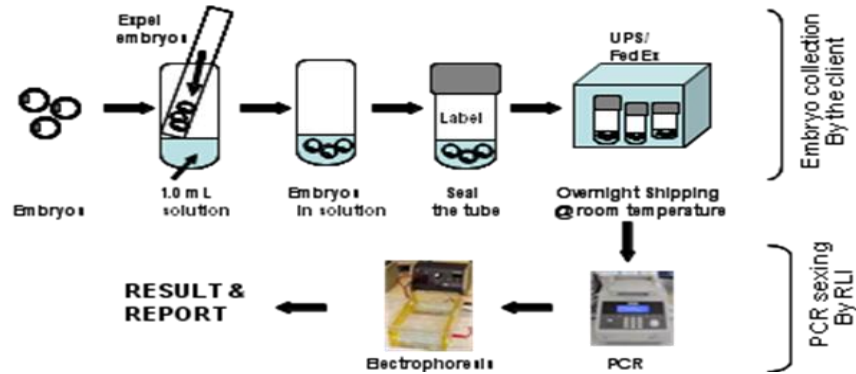 Expel
embryos
UPS/
FedEx
Label
Embryos
1.0 mL
solution
Embryos
in solution
Seal
the tube
Overnight Shipping
@ room temperature
Embryo collection
By the client
RESULT &
REPORT
Electrophoresis
PCR
PCR sexing
By RLI